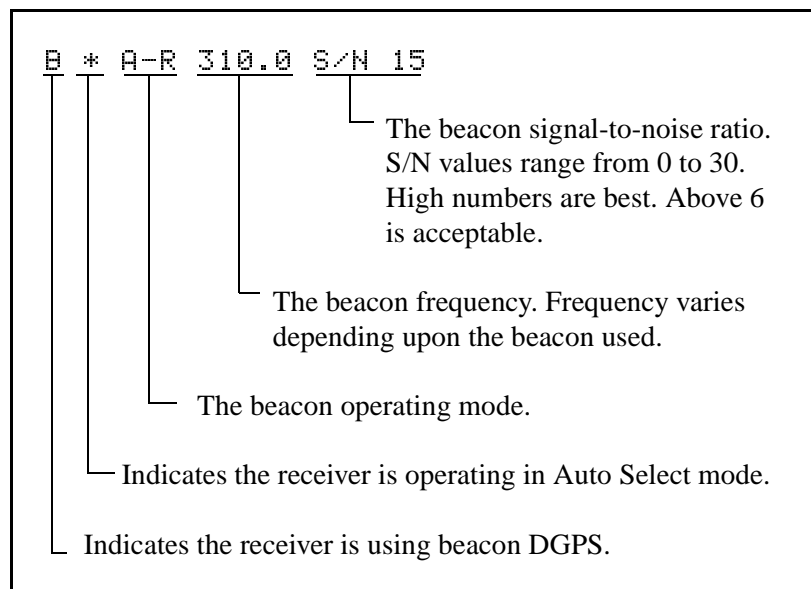 B * A-R 310.0 S/N 15
The beacon signal-to-noise ratio.
S/N values range from 0 to 30.
High numbers are best. Above 6
is acceptable.
The beacon frequency. Frequency varies
depending upon the beacon used.
The beacon operating mode.
Indicates the receiver is operating in Auto Select mode.
Indicates the receiver is using beacon DGPS.